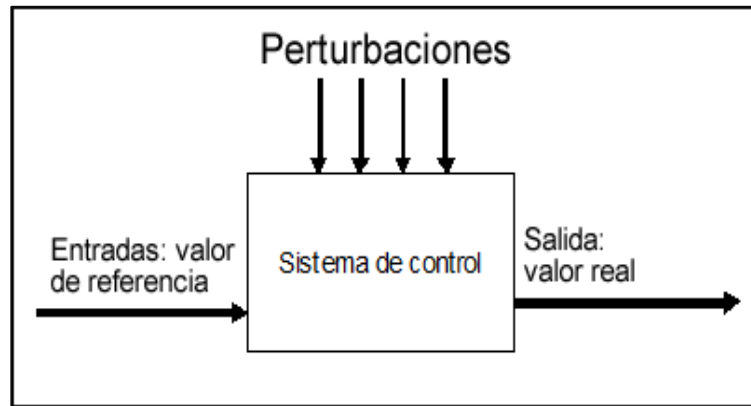 Perturbaciones
Entradas: valor
de referencia
Sistema de control
Salida:
valor real